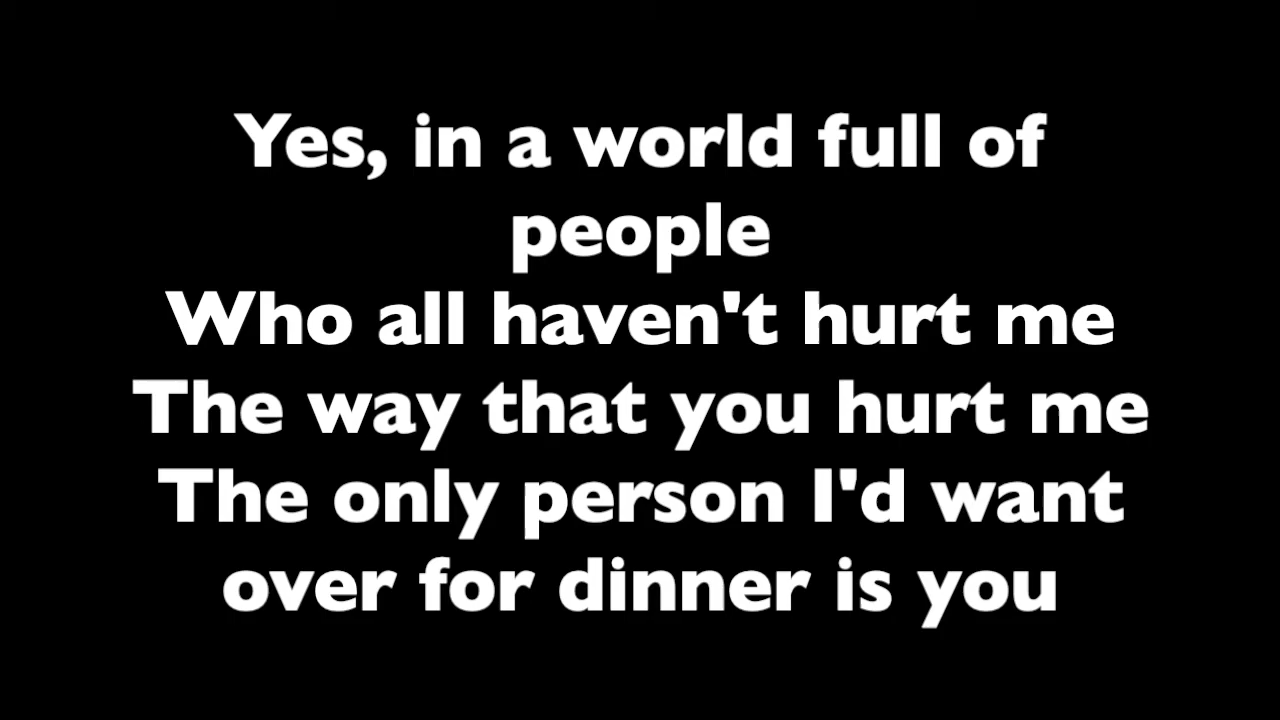 Yes, in a world full of
people
Who all haven't hurt me
The way that you hurt me
The only person I'd want
over for dinner is you